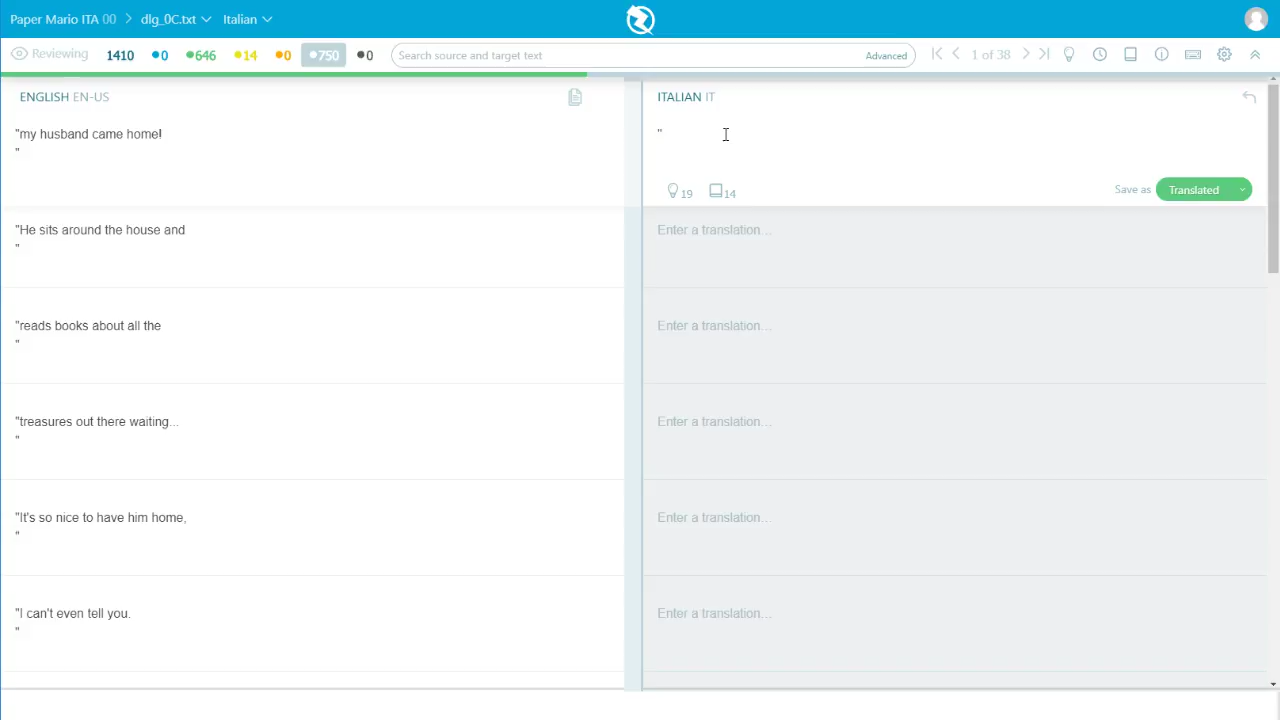 Paper Mario ITA 00 dlg_0C.txt Italian
Reviewing 1410 0 646 14 0 750 0 Search source and target text Advanced 1 of 38
ENGLISH EN-US
ITALIAN IT
"my husband came home!
"
"
19 14 Save as Translated
"He sits around the house and
"
Enter a translation...
"reads books about all the
"
Enter a translation...
"treasures out there waiting...
"
Enter a translation...
"It's so nice to have him home,
"
Enter a translation...
"I can't even tell you.
"
Enter a translation...